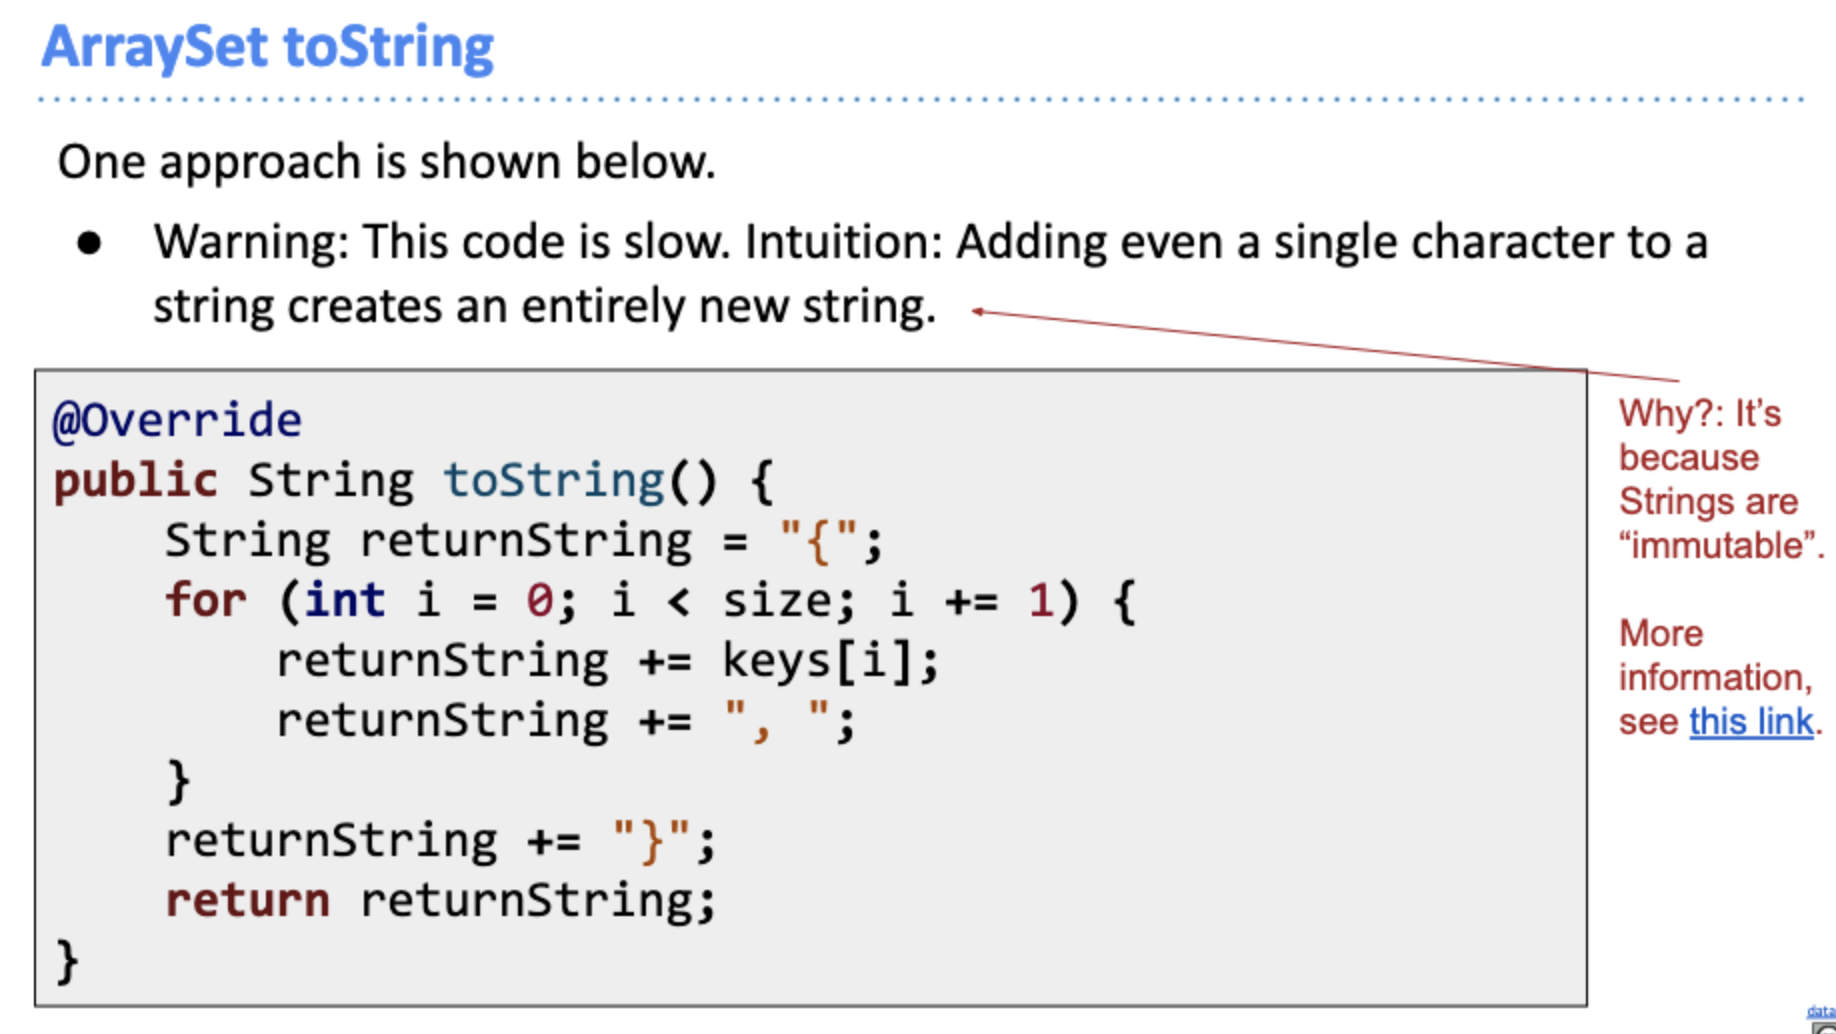 ArraySet toString
One approach is shown below.
● Warning: This code is slow. Intuition: Adding even a single character to a
string creates an entirely new string.
@Override
public String toString() {
    String returnString = "{";
    for (int i = 0; i < size; i += 1) {
        returnString += keys[i];
        returnString += ", ";
    }
    returnString += "}";
    return returnString;
}
Why?: It’s
because
Strings are
“immutable”.
More
information,
see this link.